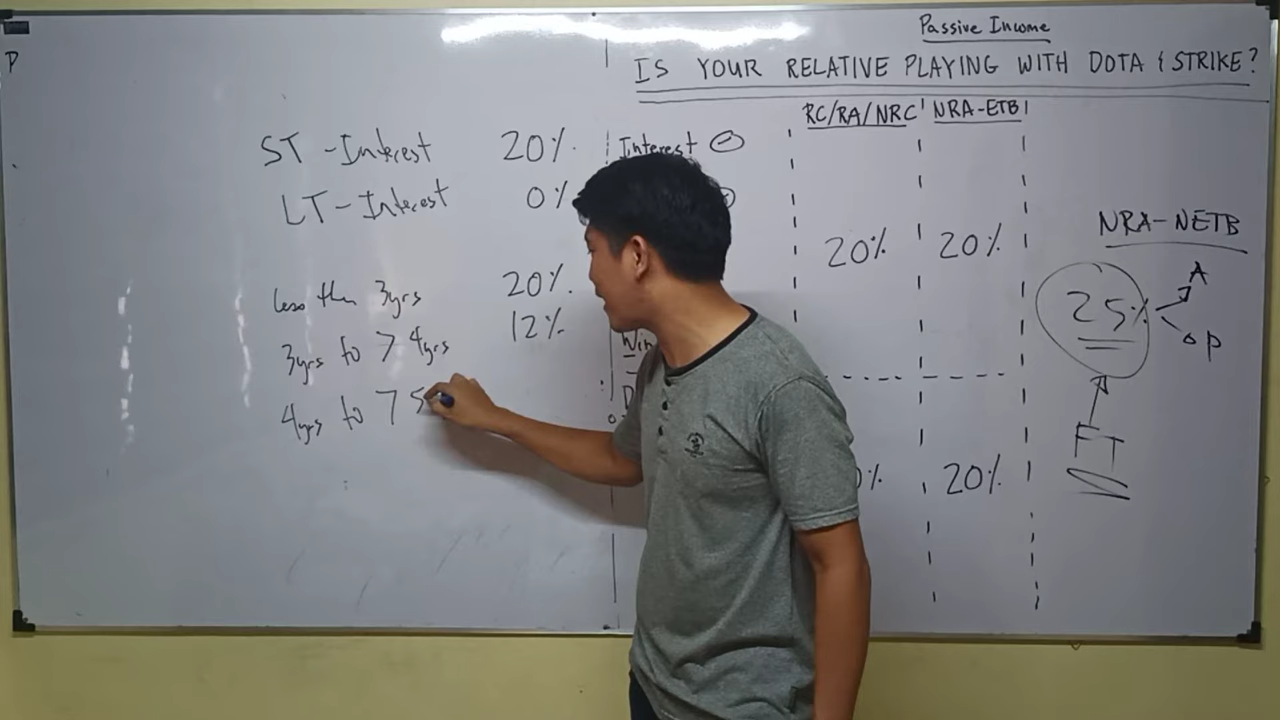 Passive Income
IS YOUR RELATIVE PLAYING WITH DOTA & STRIKE?
P
RC/RA/NRC
NRA-ETB
ST-Interest 20%
Interest
LT-Interest 0%
NRA-NETB
20% 20%
less than 3yrs 20%
25%
A
OP
3yrs to > 4yrs 12%
Win
4yrs to > 5
D
FT
% 20%